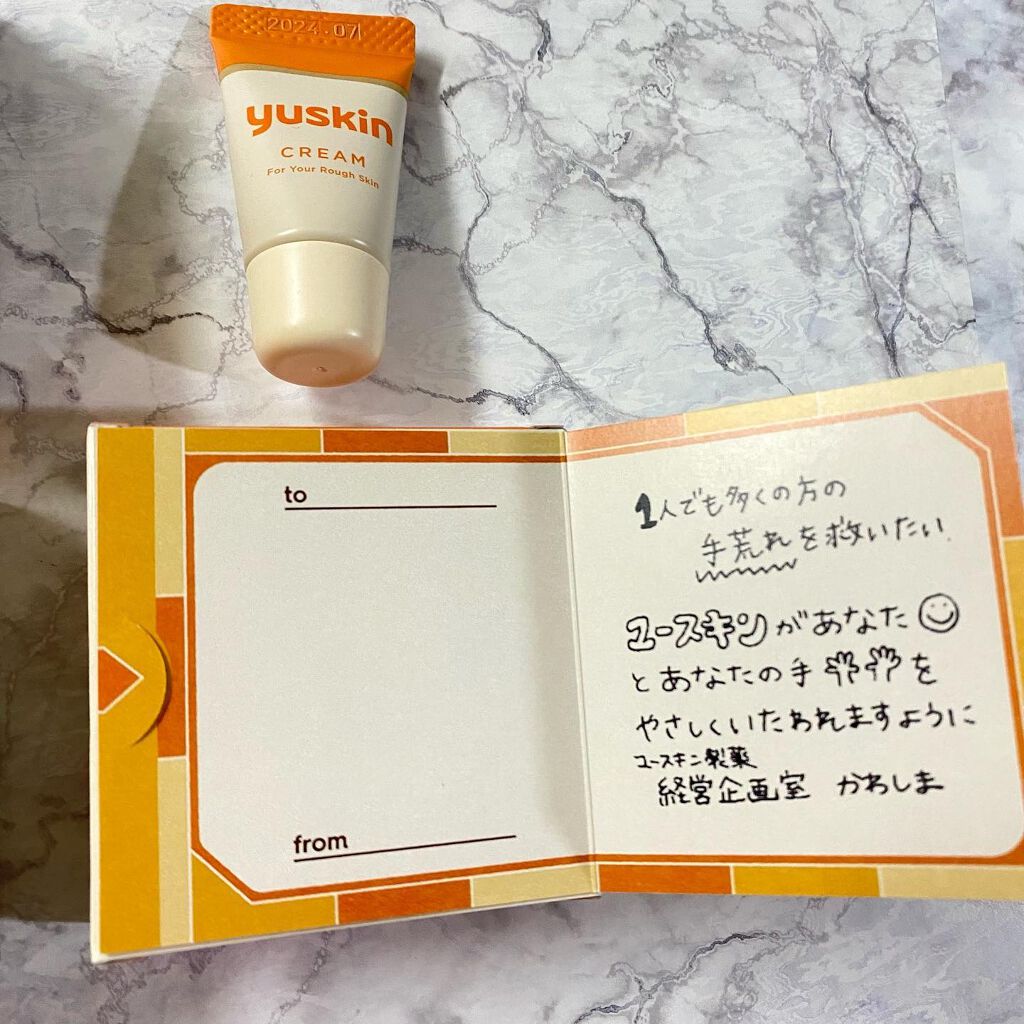 2024.07
yuskin
CREAM
For Your Rough Skin
to
from
1人でも多くの方の
手荒れを救いたい.
ユースキンがあなた
とあなたの手を
やさしくいたわれますように
ユースキン製薬
経営企画室 かわしま